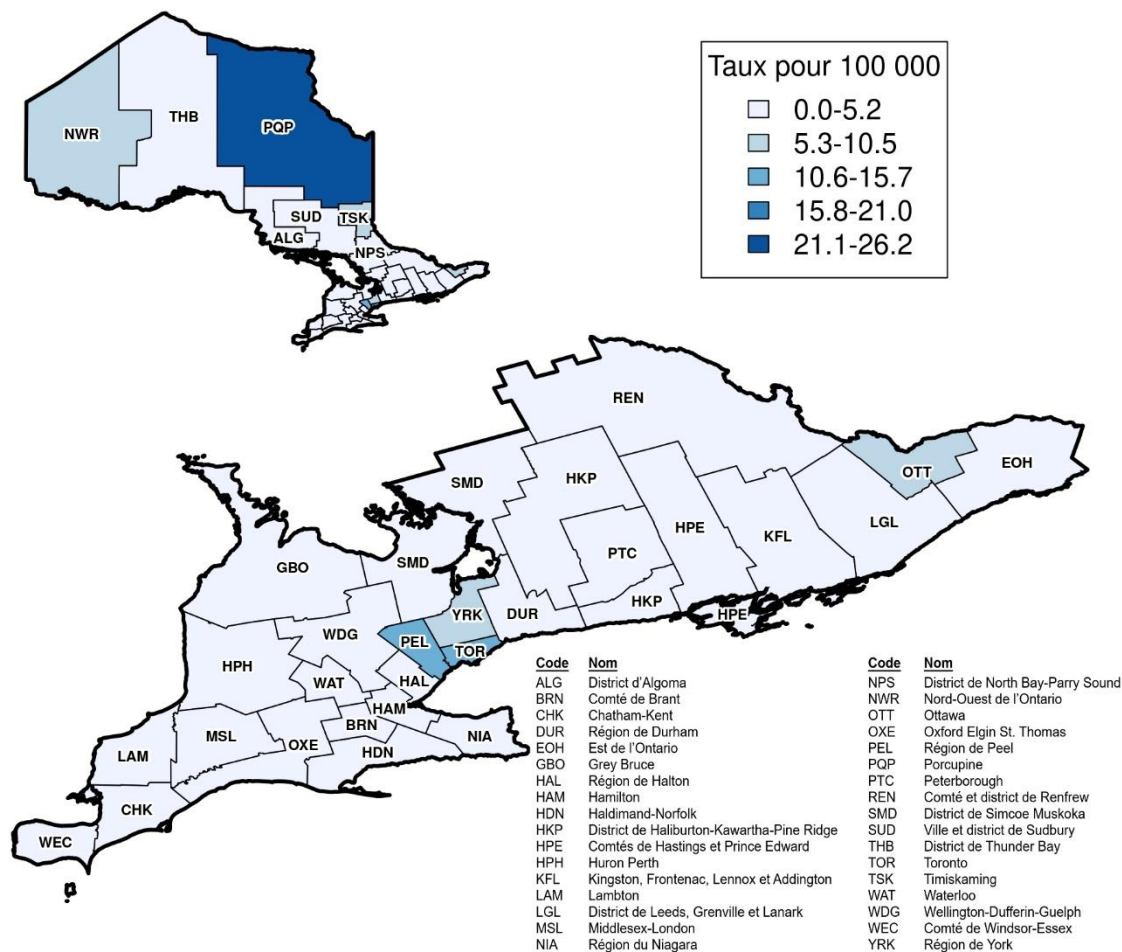 Taux pour 100 000
0.0-5.2
5.3-10.5
10.6-15.7
15.8-21.0
21.1-26.2
NWR
THB
PQP
SUD
TSK
ALG
NPS
REN
SMD
HKP
OTT
EOH
LGL
HPE
KFL
PTC
GBO
SMD
HKP
HPE
DUR
YRK
WDG
PEL
TOR
HPH
WAT
HAL
HAM
BRN
MSL
OXE
NIA
HDN
LAM
CHK
WEC
Code Nom
ALG District d'Algoma
BRN Comté de Brant
CHK Chatham-Kent
DUR Région de Durham
EOH Est de l'Ontario
GBO Grey Bruce
HAL Région de Halton
HAM Hamilton
HDN Haldimand-Norfolk
HKP District de Haliburton-Kawartha-Pine Ridge
HPE Comtés de Hastings et Prince Edward
HPH Huron Perth
KFL Kingston, Frontenac, Lennox et Addington
LAM Lambton
LGL District de Leeds, Grenville et Lanark
MSL Middlesex-London
NIA Région du Niagara
Code Nom
NPS District de North Bay-Parry Sound
NWR Nord-Ouest de l'Ontario
OTT Ottawa
OXE Oxford Elgin St. Thomas
PEL Région de Peel
PQP Porcupine
PTC Peterborough
REN Comté et district de Renfrew
SMD District de Simcoe Muskoka
SUD Ville et district de Sudbury
THB District de Thunder Bay
TOR Toronto
TSK Timiskaming
WAT Waterloo
WDG Wellington-Dufferin-Guelph
WEC Comté de Windsor-Essex
YRK Région de York